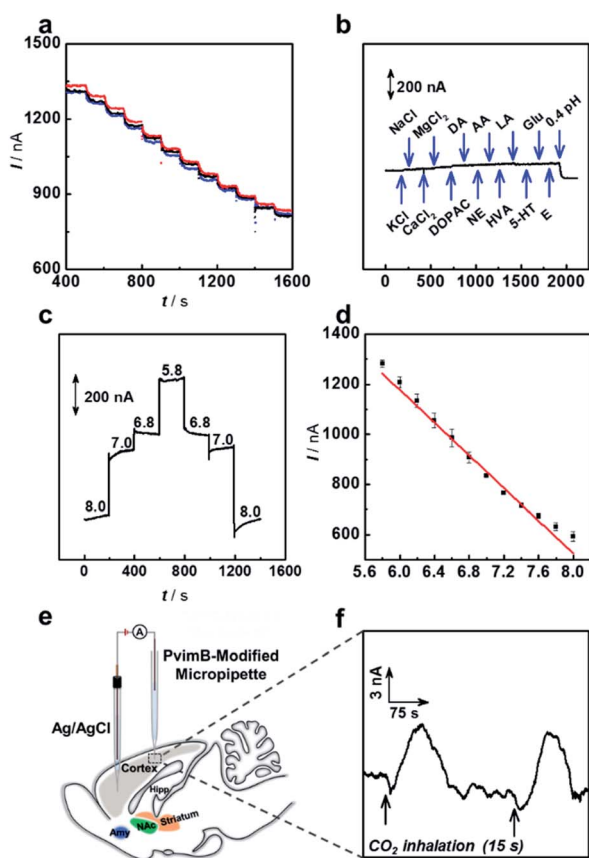 a
1500
1200
900
600
I / nA
400 600 800 1000 1200 1400 1600
t / s
b
200 nA
NaCl
MgCl2
DA
AA
LA
Glu
0.4 pH
KCl
CaCl2
DOPAC
NE
HVA
5-HT
E
0 500 1000 1500 2000
t / s
c
200 nA
8.0
7.0
6.8
5.8
6.8
7.0
8.0
0 400 800 1200 1600
t / s
d
1400
1200
1000
800
600
I / nA
5.6 6.0 6.4 6.8 7.2 7.6 8.0
e
A
PvimB-Modified
Micropipette
Ag/AgCl
Cortex
Hipp
Striatum
NAc
Amy
f
3 nA
75 s
CO2 inhalation (15 s)